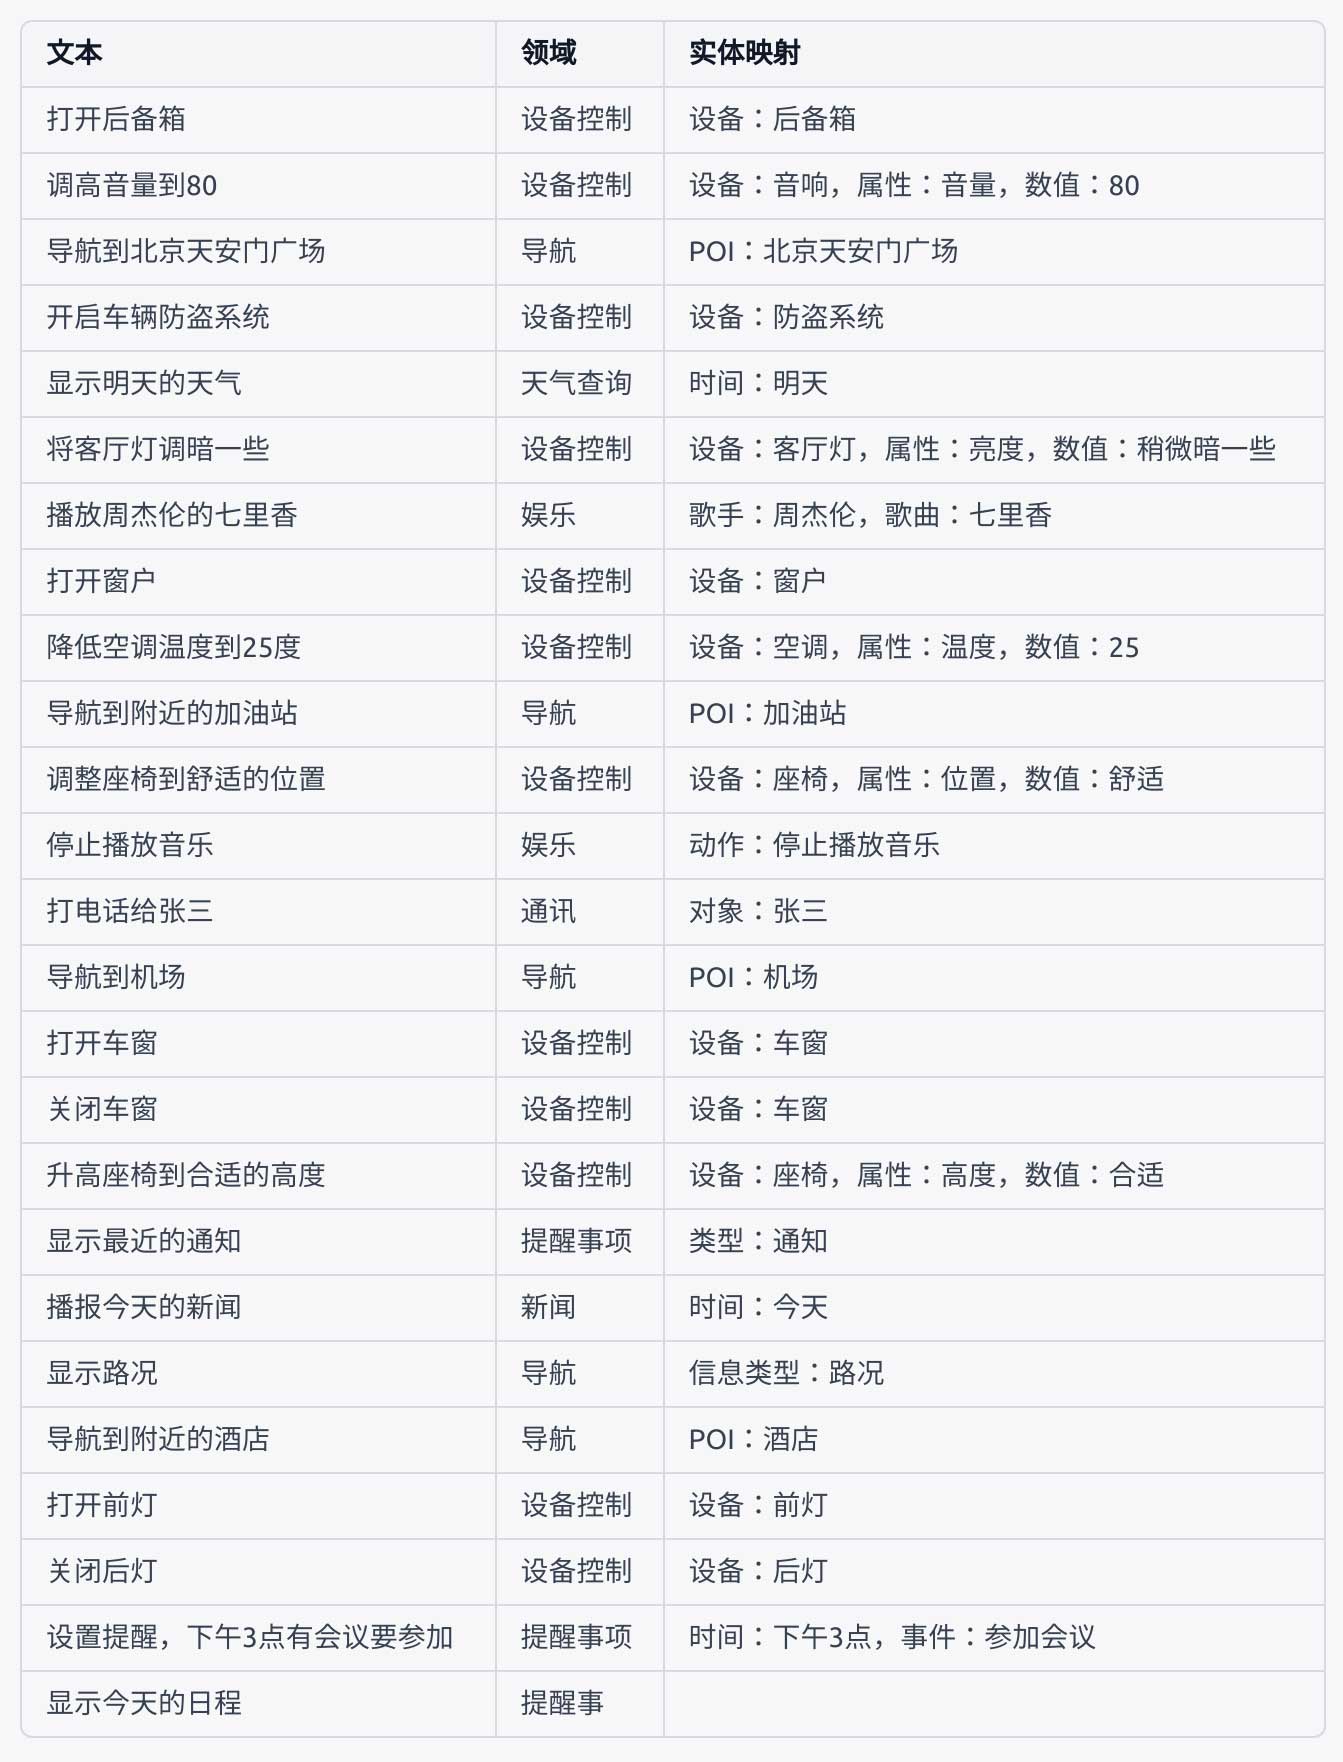 文本 领域 实体映射
打开后备箱 设备控制 设备：后备箱
调高音量到80 设备控制 设备：音响，属性：音量，数值：80
导航到北京天安门广场 导航 POI：北京天安门广场
开启车辆防盗系统 设备控制 设备：防盗系统
显示明天的天气 天气查询 时间：明天
将客厅灯调暗一些 设备控制 设备：客厅灯，属性：亮度，数值：稍微暗一些
播放周杰伦的七里香 娱乐 歌手：周杰伦，歌曲：七里香
打开窗户 设备控制 设备：窗户
降低空调温度到25度 设备控制 设备：空调，属性：温度，数值：25
导航到附近的加油站 导航 POI：加油站
调整座椅到舒适的位置 设备控制 设备：座椅，属性：位置，数值：舒适
停止播放音乐 娱乐 动作：停止播放音乐
打电话给张三 通讯 对象：张三
导航到机场 导航 POI：机场
打开车窗 设备控制 设备：车窗
关闭车窗 设备控制 设备：车窗
升高座椅到合适的高度 设备控制 设备：座椅，属性：高度，数值：合适
显示最近的通知 提醒事项 类型：通知
播报今天的新闻 新闻 时间：今天
显示路况 导航 信息类型：路况
导航到附近的酒店 导航 POI：酒店
打开前灯 设备控制 设备：前灯
关闭后灯 设备控制 设备：后灯
设置提醒，下午3点有会议要参加 提醒事项 时间：下午3点，事件：参加会议
显示今天的日程 提醒事